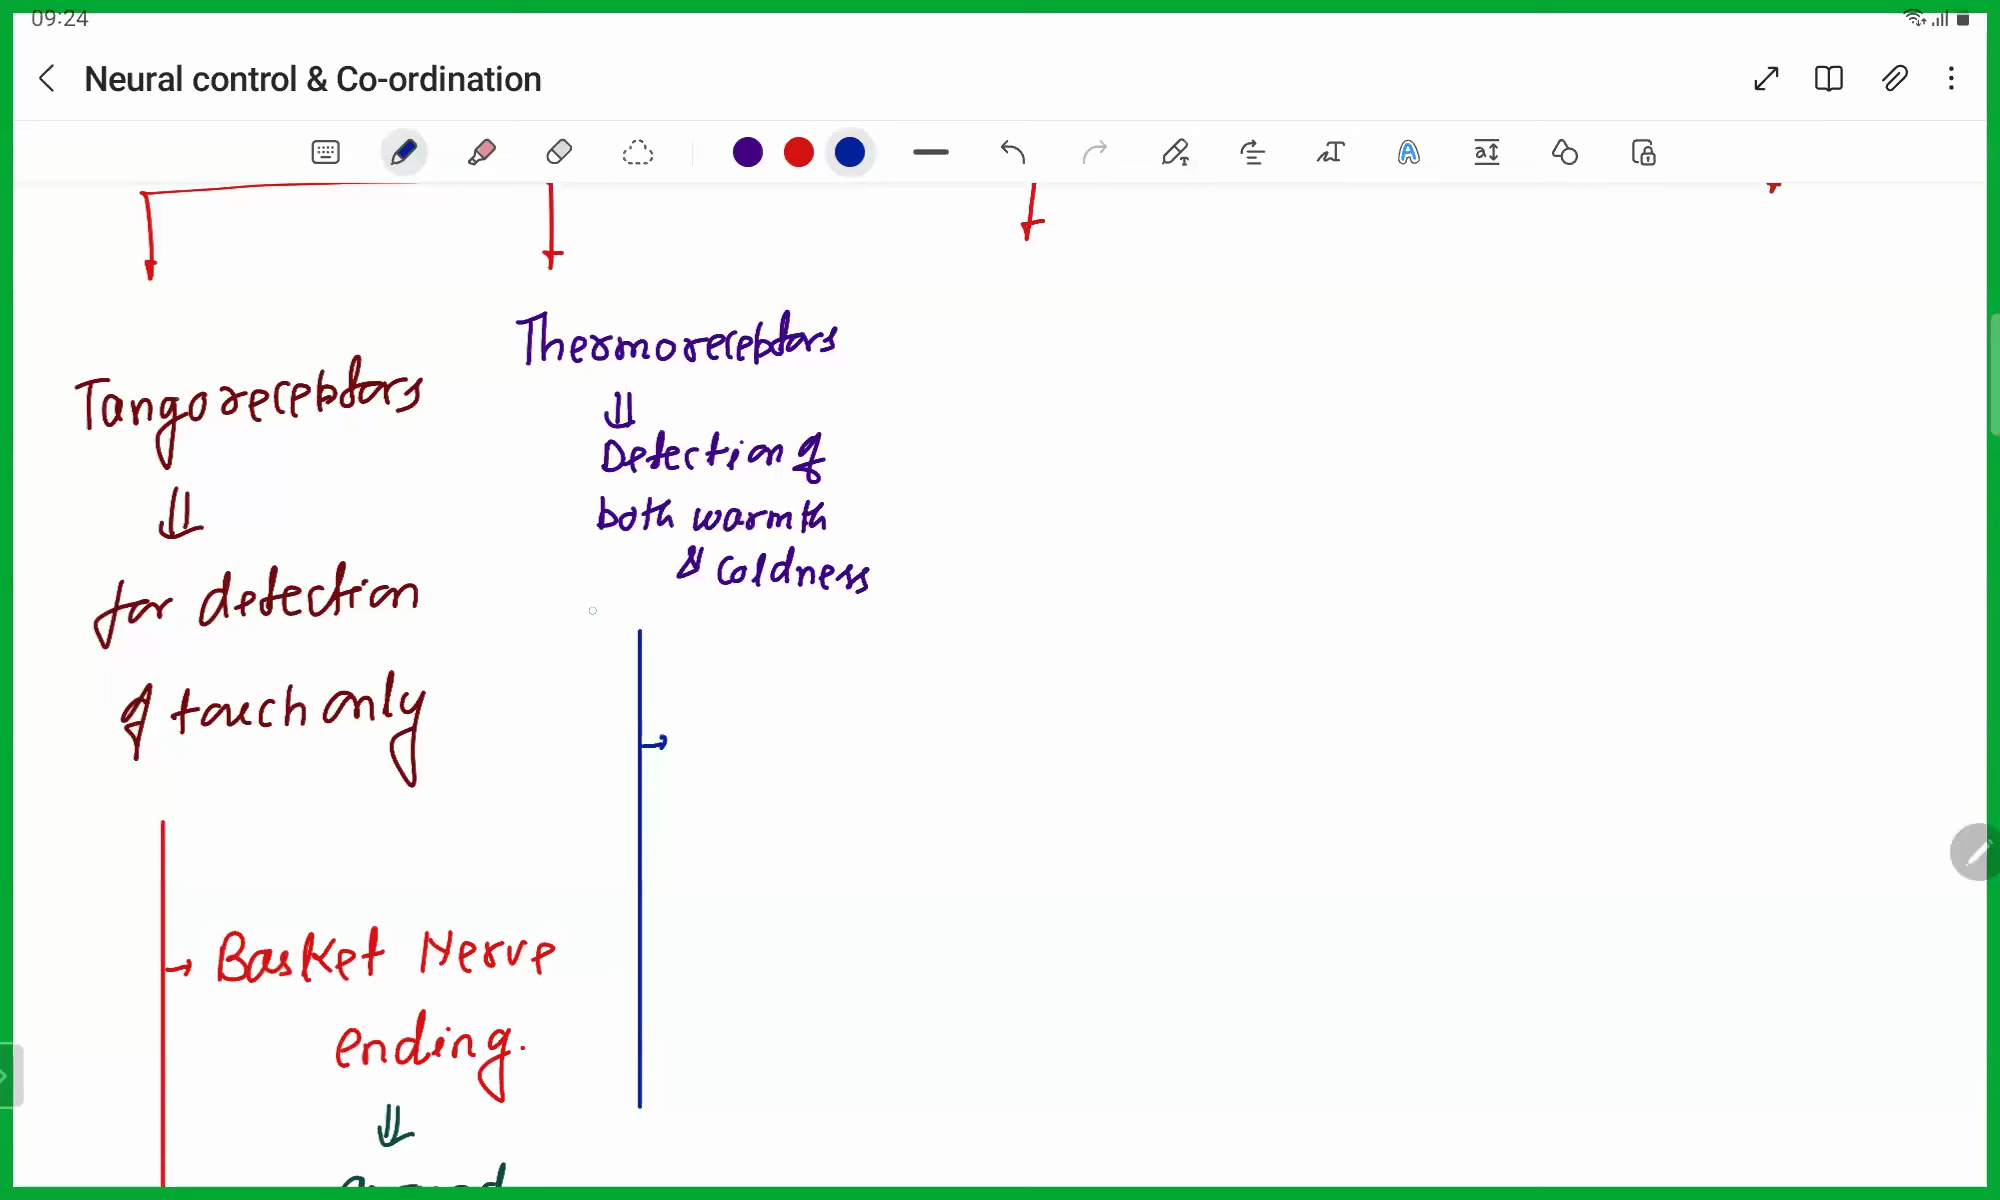 09:24
Neural control & Co-ordination
Thermoreceptors
Detection of
both warmth
& Coldness
Tangoreceptors
for detection
of touch only
Basket Nerve
ending.